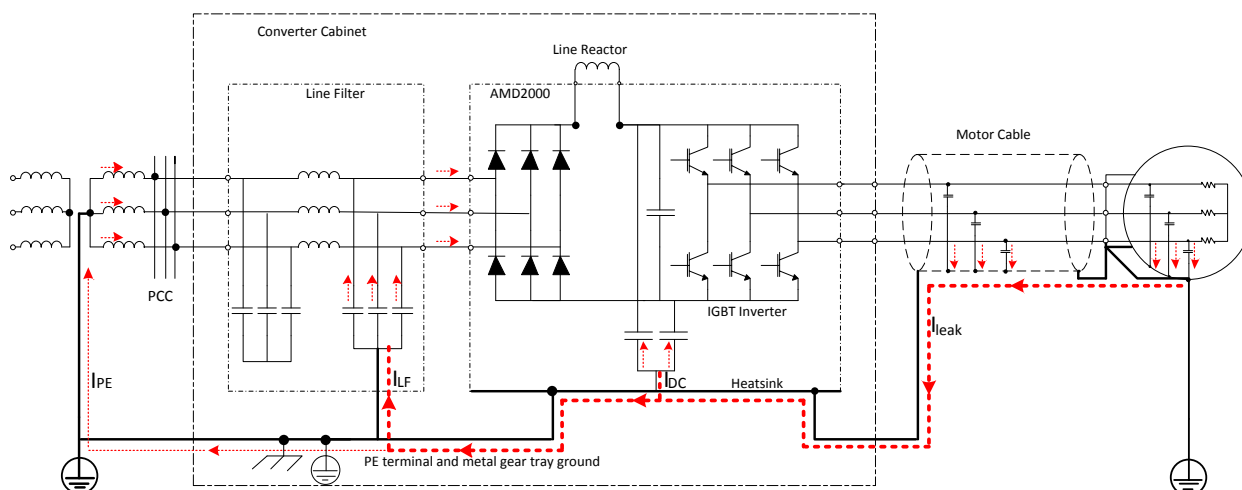 Converter Cabinet
Line Reactor
Line Filter
AMD2000
Motor Cable
PCC
IGBT Inverter
Ileak
IPE
ILF
IDC
Heatsink
PE terminal and metal gear tray ground